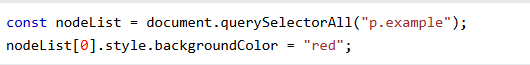 const nodeList = document.querySelectorAll("p.example");
nodeList[0].style.backgroundColor = "red";